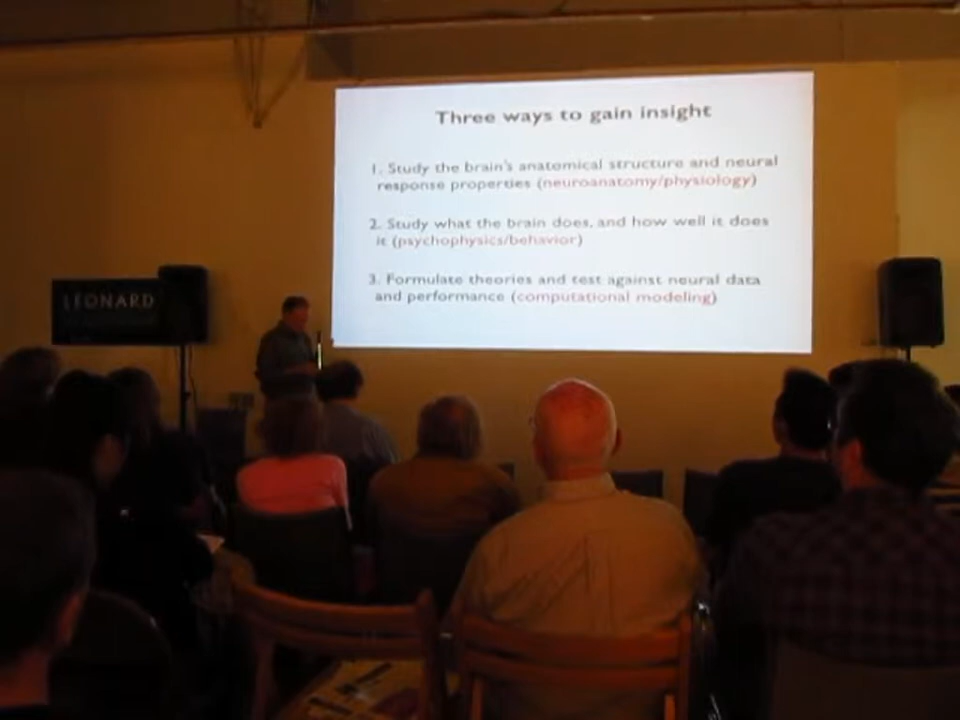 Three ways to gain insight
1. Study the brain's anatomical structure and neural
response properties (neuroanatomy/physiology)
2. Study what the brain does, and how well it does
it (psychophysics/behavior)
3. Formulate theories and test against neural data
and performance (computational modeling)
LEONARD